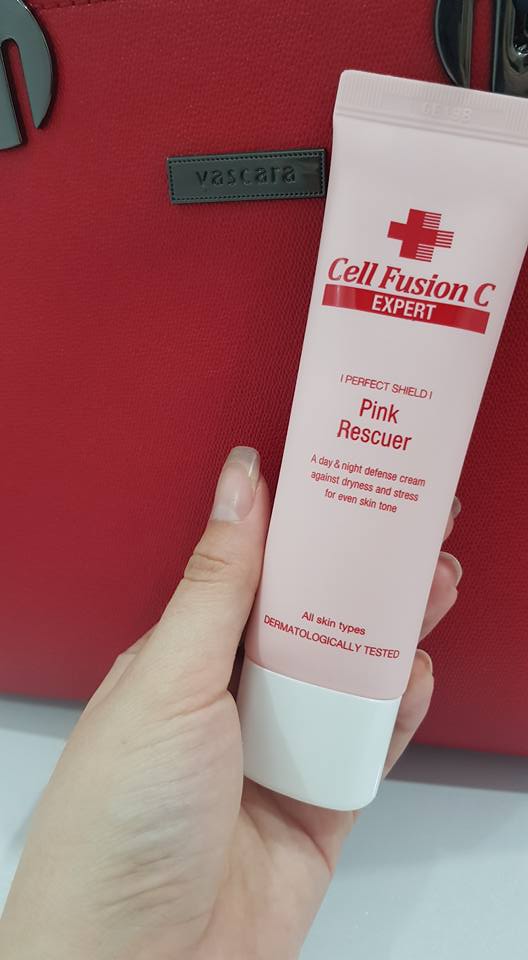 vascara
Cell Fusion C
EXPERT
| PERFECT SHIELD |
Pink
Rescuer
A day & night defense cream
against dryness and stress
for even skin tone
All skin types
DERMATOLOGICALLY TESTED